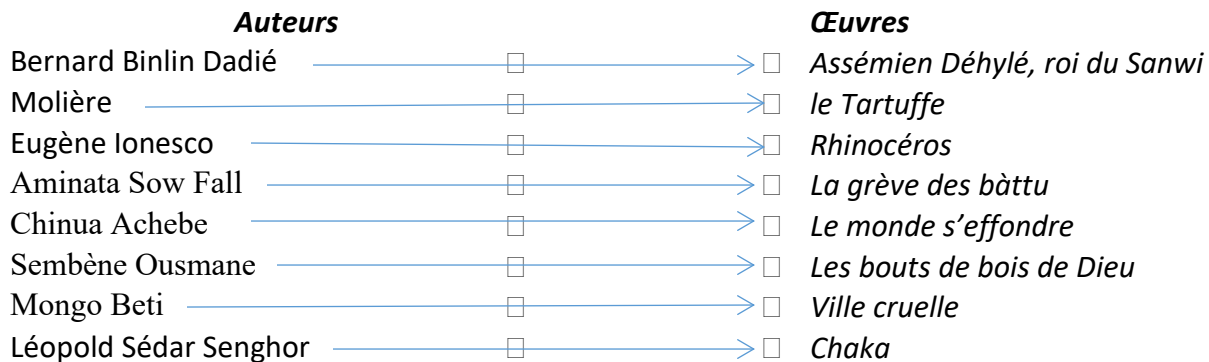 Auteurs Œuvres
Bernard Binlin Dadié Assémien Déhylé, roi du Sanwi
Molière le Tartuffe
Eugène Ionesco Rhinocéros
Aminata Sow Fall La grève des bàttu
Chinua Achebe Le monde s’effondre
Sembène Ousmane Les bouts de bois de Dieu
Mongo Beti Ville cruelle
Léopold Sédar Senghor Chaka